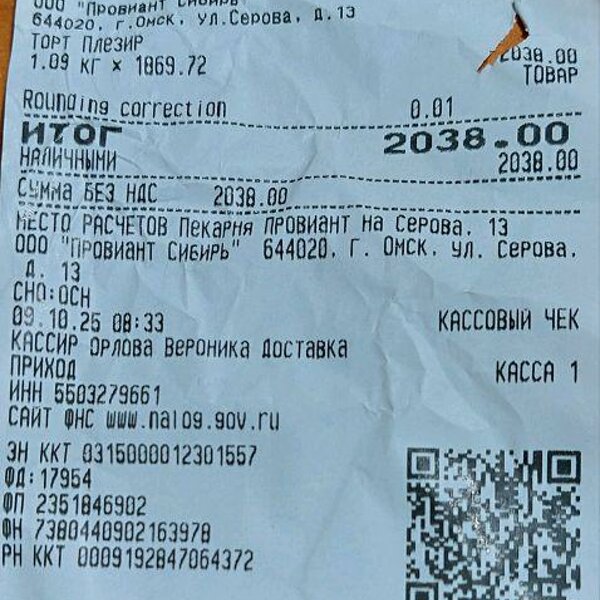 ООО "Провиант Сибирь"
644020, г.Омск, ул.Серова, д.13
ТОРТ Плезир
1.09 кг × 1869.72 2038.00
ТОВАР
Rounding correction 0.01
ИТОГ 2038.00
НАЛИЧНЫМИ 2038.00
Сумма БЕЗ НДС 2038.00
МЕСТО РАСЧЕТОВ Пекарня ПРОВИАНТ на Серова, 13
ООО "ПРОВИАНТ СИБИРЬ" 644020, Г. Омск, ул. Серова,
д. 13
СНО:ОСН
09.10.25 08:33 КАССОВЫЙ ЧЕК
КАССИР Орлова Вероника Доставка
ПРИХОД КАССА 1
ИНН 5503279661
САЙТ ФНС www.nalog.gov.ru
ЭН ККТ 0315000012301557
ФД:17954
ФП 2351846902
ФН 7380440902163978
РН ККТ 0009192847064372